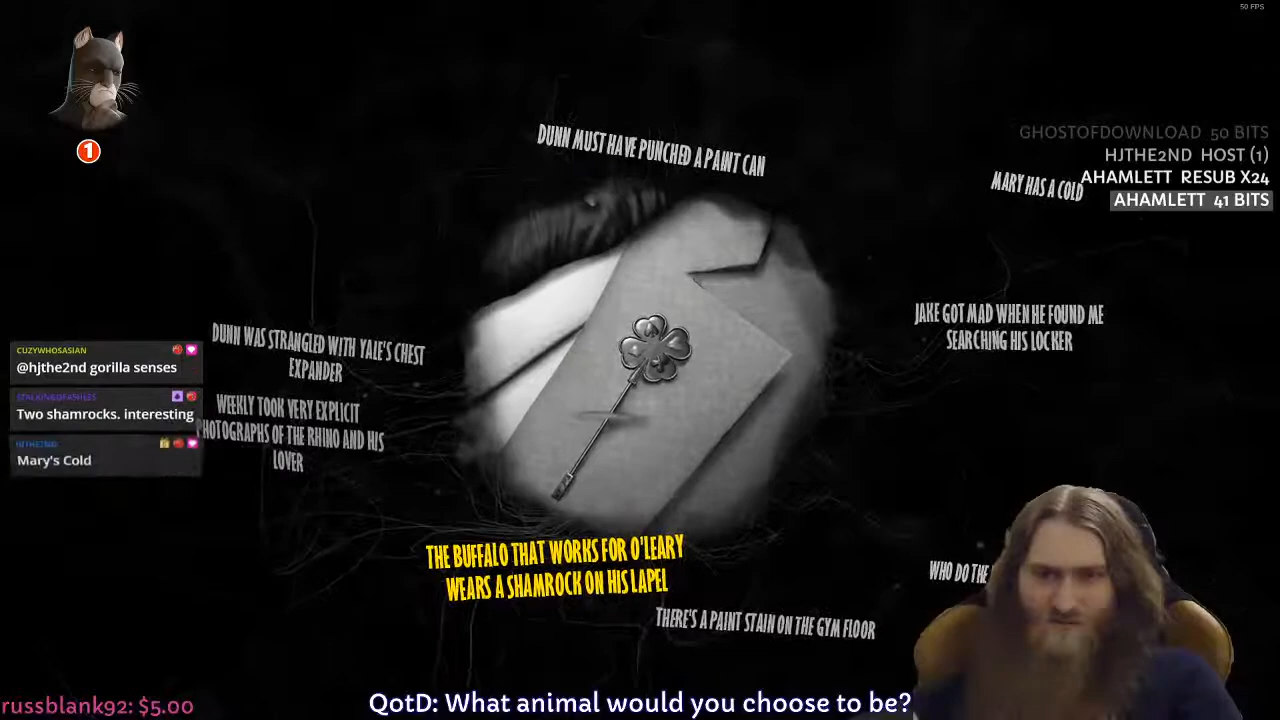 50 FPS
1
DUNN MUST HAVE PUNCHED A PAINT CAN
GHOSTOFDOWNLOAD 50 BITS
HJTHE2ND HOST (1)
AHAMLETT RESUB X24
AHAMLETT 41 BITS
MARY HAS A COLD
JAKE GOT MAD WHEN HE FOUND ME
SEARCHING HIS LOCKER
DUNN WAS STRANGLED WITH YALE'S CHEST
EXPANDER
CUZYWHOSASIAN
@hjthe2nd gorilla senses
Two shamrocks. interesting
HJTHE2ND
Mary's Cold
WEEKLY TOOK VERY EXPLICIT
PHOTOGRAPHS OF THE RHINO AND HIS
LOVER
THE BUFFALO THAT WORKS FOR O'LEARY
WEARS A SHAMROCK ON HIS LAPEL
WHO DO THE
THERE'S A PAINT STAIN ON THE GYM FLOOR
russblank92: $5.00
QotD: What animal would you choose to be?